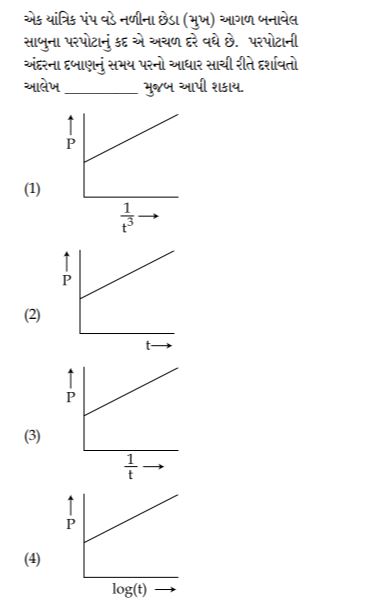 એક યાંત્રિક પંપ વડે નળીના છેડા (મુખ) આગળ બનાવેલ
સાબુના પરપોટાનું કદ એ અચળ દરે વધે છે. પરપોટાની
અંદરના દબાણનું સમય પરનો આધાર સાચી રીતે દર્શાવતો
આલેખ __________ મુજબ આપી શકાય.
P
(1)
1
t³
P
(2)
t
P
(3)
1
t
P
(4)
log(t)